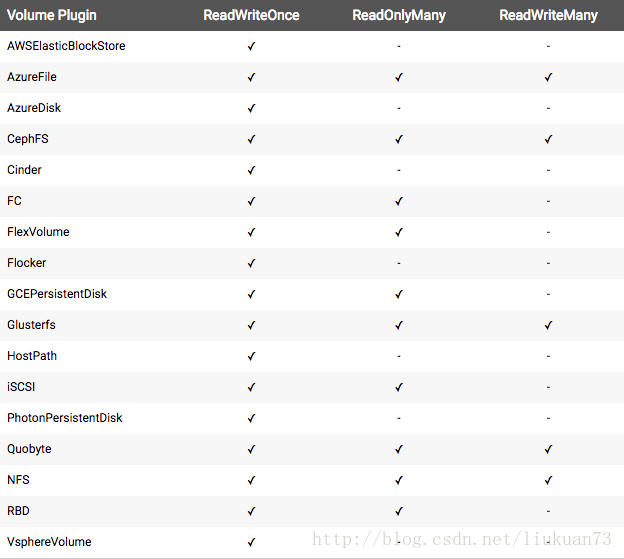 Volume Plugin ReadWriteOnce ReadOnlyMany ReadWriteMany
AWSElasticBlockStore ✓ - -
AzureFile ✓ ✓ ✓
AzureDisk ✓ - -
CephFS ✓ ✓ ✓
Cinder ✓ - -
FC ✓ ✓ -
FlexVolume ✓ ✓ -
Flocker ✓ - -
GCEPersistentDisk ✓ ✓ -
Glusterfs ✓ ✓ ✓
HostPath ✓ - -
iSCSI ✓ ✓ -
PhotonPersistentDisk ✓ - -
Quobyte ✓ ✓ ✓
NFS ✓ ✓ ✓
RBD ✓ ✓ -
VsphereVolume ✓ - -
http://blog.csdn.net/liukuan73